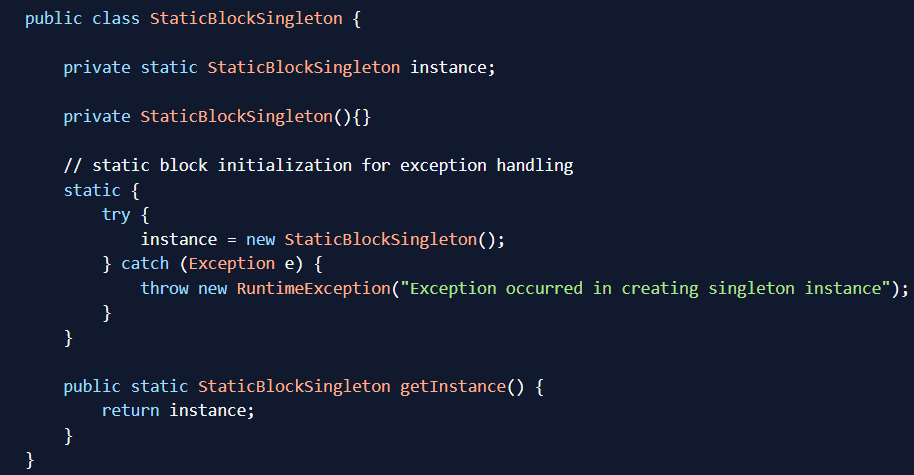 public class StaticBlockSingleton {
private static StaticBlockSingleton instance;
private StaticBlockSingleton(){}
// static block initialization for exception handling
static {
try {
instance = new StaticBlockSingleton();
} catch (Exception e) {
throw new RuntimeException("Exception occurred in creating singleton instance");
}
}
public static StaticBlockSingleton getInstance() {
return instance;
}
}